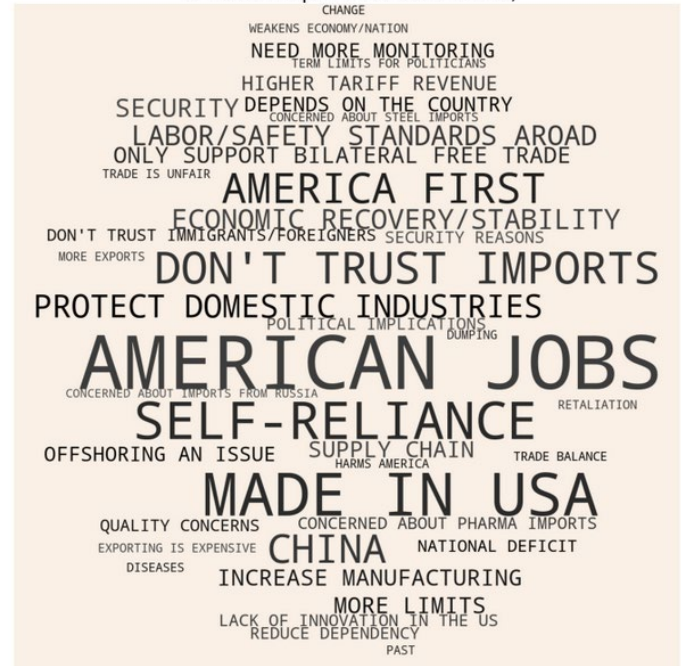 CHANGE
WEAKENS ECONOMY/NATION
NEED MORE MONITORING
TERM LIMITS FOR POLITICIANS
HIGHER TARIFF REVENUE
SECURITY DEPENDS ON THE COUNTRY
CONCERNED ABOUT STEEL IMPORTS
LABOR/SAFETY STANDARDS AROAD
ONLY SUPPORT BILATERAL FREE TRADE
TRADE IS UNFAIR
AMERICA FIRST
ECONOMIC RECOVERY/STABILITY
DON'T TRUST IMMIGRANTS/FOREIGNERS SECURITY REASONS
MORE EXPORTS
DON'T TRUST IMPORTS
PROTECT DOMESTIC INDUSTRIES
POLITICAL IMPLICATIONS
DUMPING
AMERICAN JOBS
CONCERNED ABOUT IMPORTS FROM RUSSIA
SELF-RELIANCE
RETALIATION
OFFSHORING AN ISSUE
SUPPLY CHAIN
TRADE BALANCE
HARMS AMERICA
MADE IN USA
QUALITY CONCERNS
CONCERNED ABOUT PHARMA IMPORTS
EXPORTING IS EXPENSIVE
CHINA
NATIONAL DEFICIT
DISEASES
INCREASE MANUFACTURING
MORE LIMITS
LACK OF INNOVATION IN THE US
REDUCE DEPENDENCY
PAST